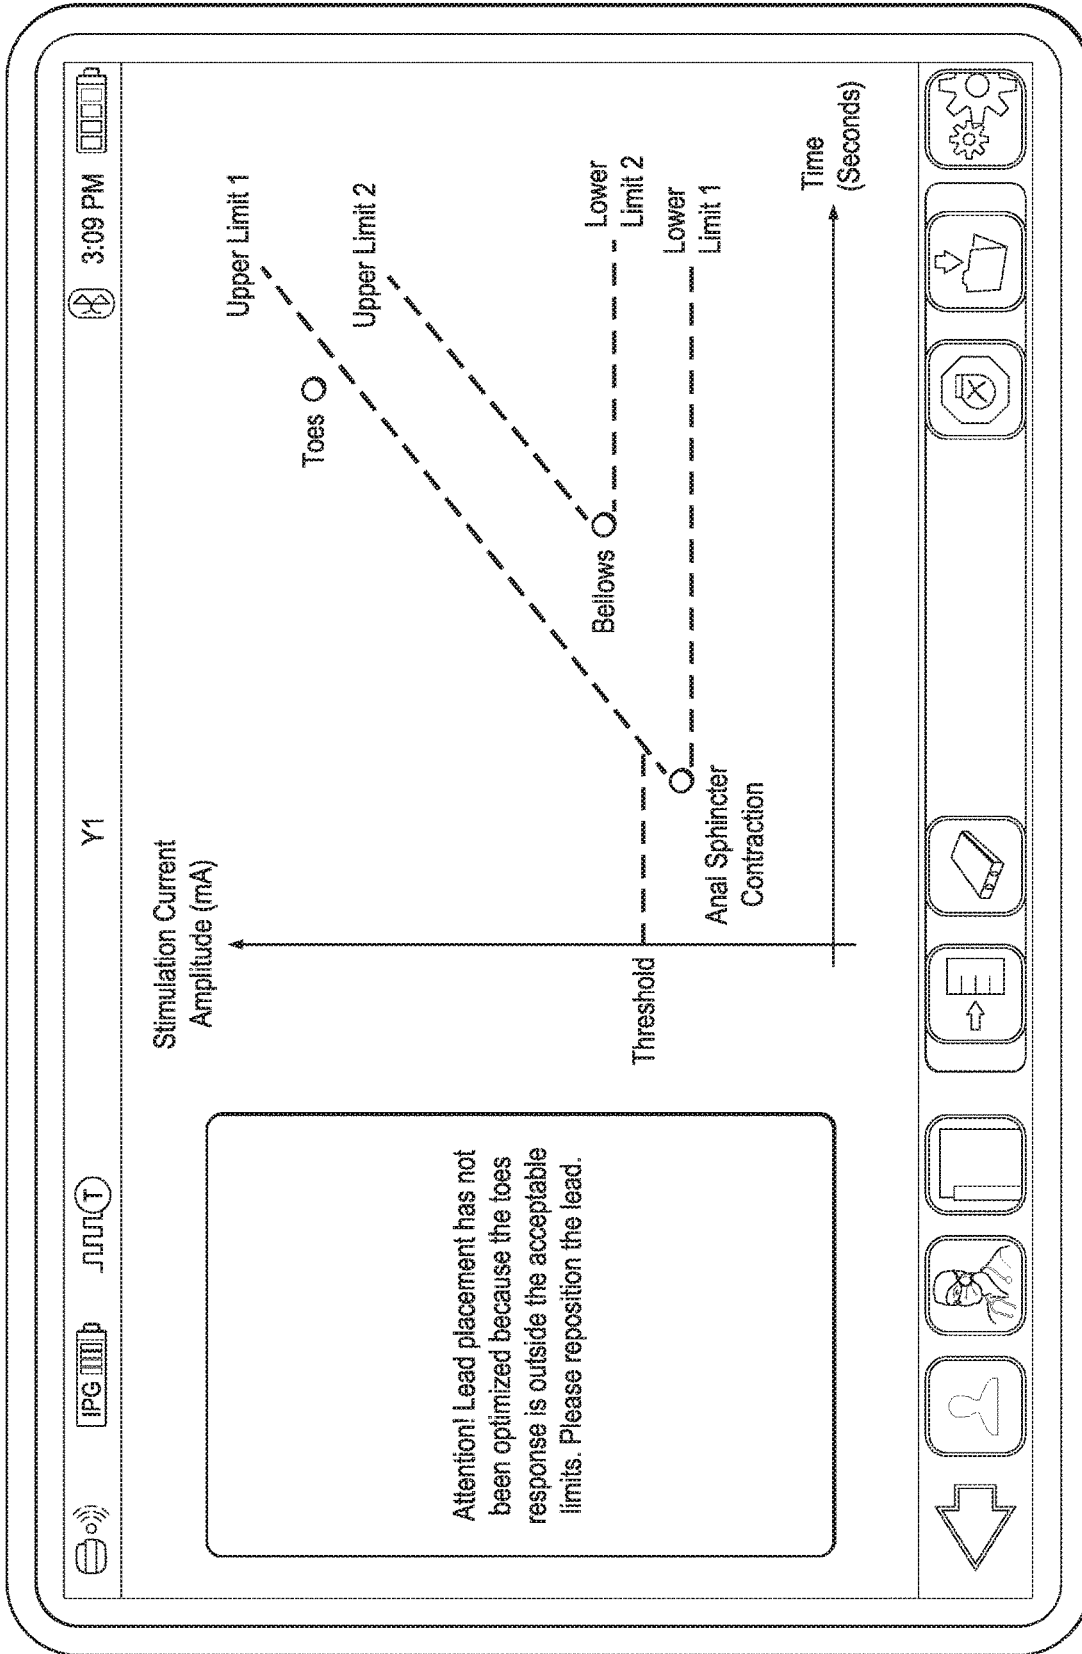 IPG
T
Y1
3:09 PM
Attention! Lead placement has not
been optimized because the toes
response is outside the acceptable
limits. Please reposition the lead.
Stimulation Current
Amplitude (mA)
Upper Limit 1
Toes
Upper Limit 2
Bellows
Lower
Limit 2
Threshold
Lower
Limit 1
Anal Sphincter
Contraction
Time
(Seconds)